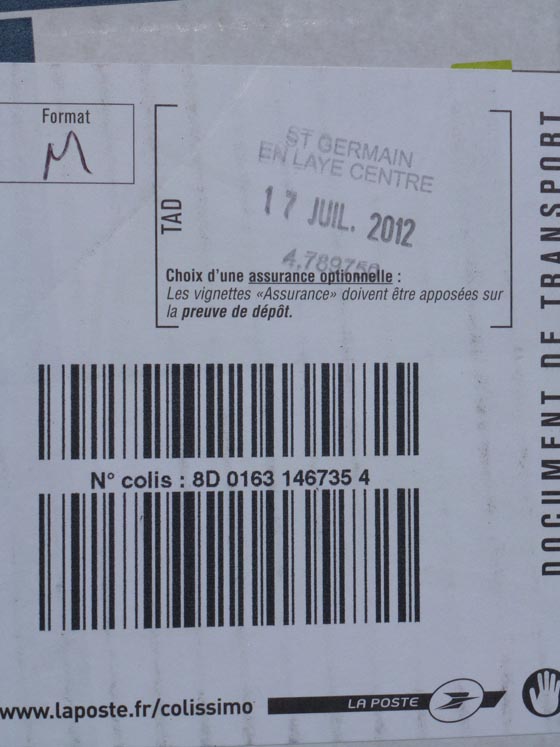 Format
M
TAD
ST GERMAIN
EN LAYE CENTRE
17 JUIL. 2012
Choix d'une assurance optionnelle :
Les vignettes «Assurance» doivent être apposées sur
la preuve de dépôt.
DOCUMENT DE TRANSPORT
N° colis : 8D 0163 146735 4
www.laposte.fr/colissimo
LA POSTE